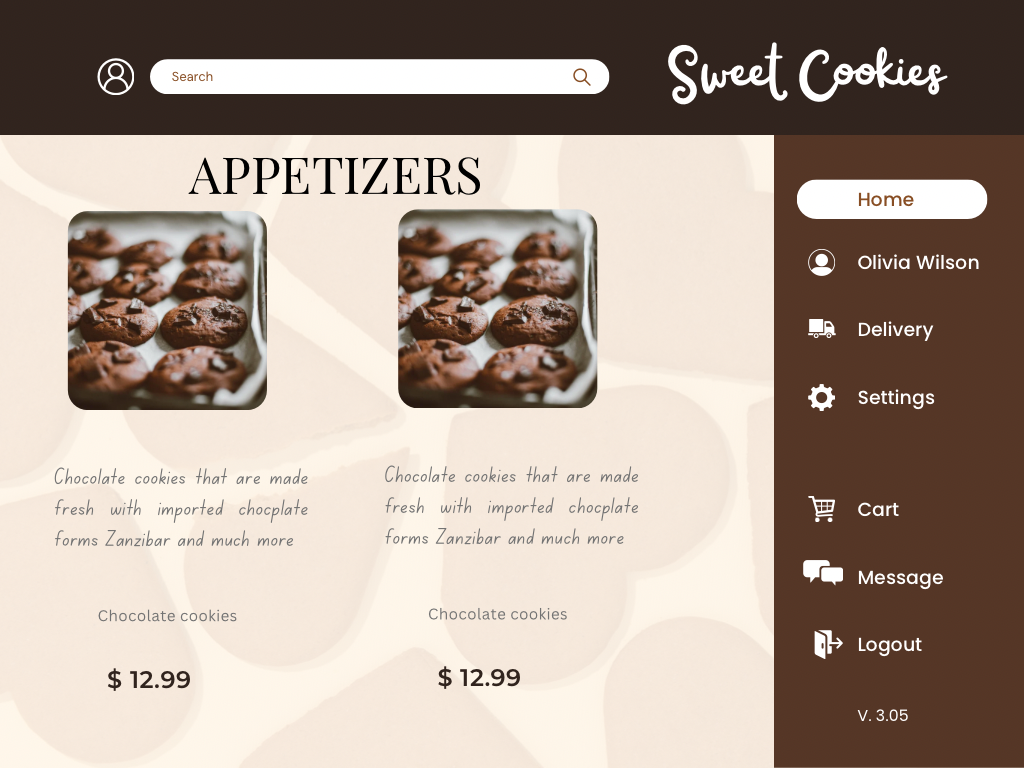 Search
Sweet Cookies
APPETIZERS
Chocolate cookies that are made
fresh with imported chocplate
forms Zanzibar and much more
Chocolate cookies
$ 12.99
Chocolate cookies that are made
fresh with imported chocplate
forms Zanzibar and much more
Chocolate cookies
$ 12.99
Home
Olivia Wilson
Delivery
Settings
Cart
Message
Logout
V. 3.05